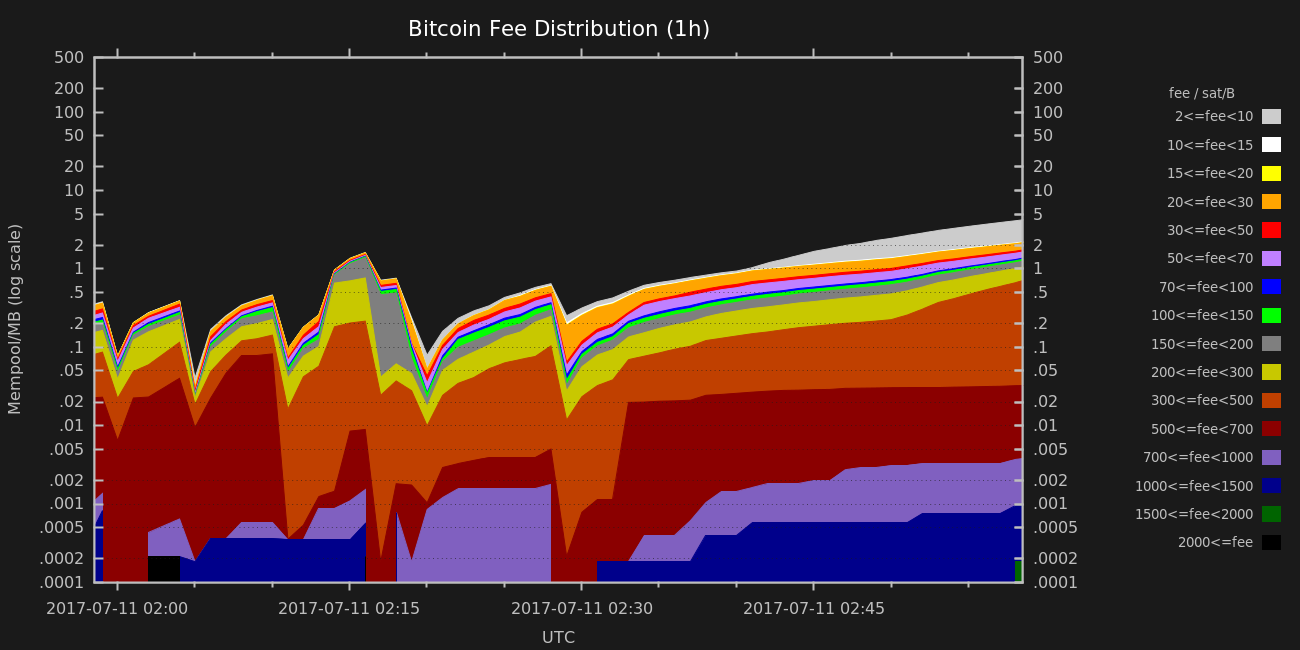 Bitcoin Fee Distribution (1h)
Mempool/MB (log scale)
500
200
100
50
20
10
5
2
1
.5
.2
.1
.05
.02
.01
.005
.002
.001
.0005
.0002
.0001
500
200
100
50
20
10
5
2
1
.5
.2
.1
.05
.02
.01
.005
.002
.001
.0005
.0002
.0001
2017-07-11 02:00
2017-07-11 02:15
2017-07-11 02:30
2017-07-11 02:45
UTC
fee / sat/B
2<=fee<10
10<=fee<15
15<=fee<20
20<=fee<30
30<=fee<50
50<=fee<70
70<=fee<100
100<=fee<150
150<=fee<200
200<=fee<300
300<=fee<500
500<=fee<700
700<=fee<1000
1000<=fee<1500
1500<=fee<2000
2000<=fee